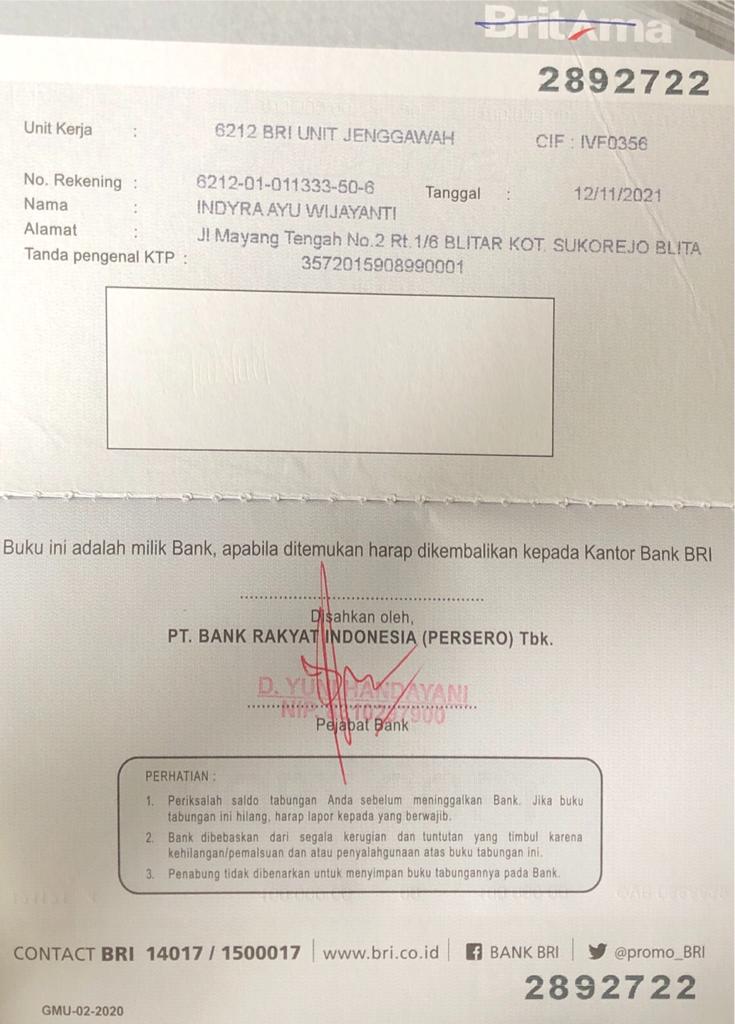 BritAma
2892722
Unit Kerja : 6212 BRI UNIT JENGGAWAH CIF : IVF0356
No. Rekening : 6212-01-011333-50-6 Tanggal : 12/11/2021
Nama : INDYRA AYU WIJAYANTI
Alamat : Jl Mayang Tengah No.2 Rt.1/6 BLITAR KOT. SUKOREJO BLITA
Tanda pengenal KTP : 3572015908990001
Buku ini adalah milik Bank, apabila ditemukan harap dikembalikan kepada Kantor Bank BRI
Disahkan oleh,
PT. BANK RAKYAT INDONESIA (PERSERO) Tbk.
D. YUNI HANDAYANI
NIP
Pejabat Bank
PERHATIAN :
1. Periksalah saldo tabungan Anda sebelum meninggalkan Bank. Jika buku
tabungan ini hilang, harap lapor kepada yang berwajib.
2. Bank dibebaskan dari segala kerugian dan tuntutan yang timbul karena
kehilangan/pemalsuan dan atau penyalahgunaan atas buku tabungan ini.
3. Penabung tidak dibenarkan untuk menyimpan buku tabungannya pada Bank.
CONTACT BRI 14017 / 1500017 www.bri.co.id BANK BRI @promo_BRI
2892722
GMU-02-2020